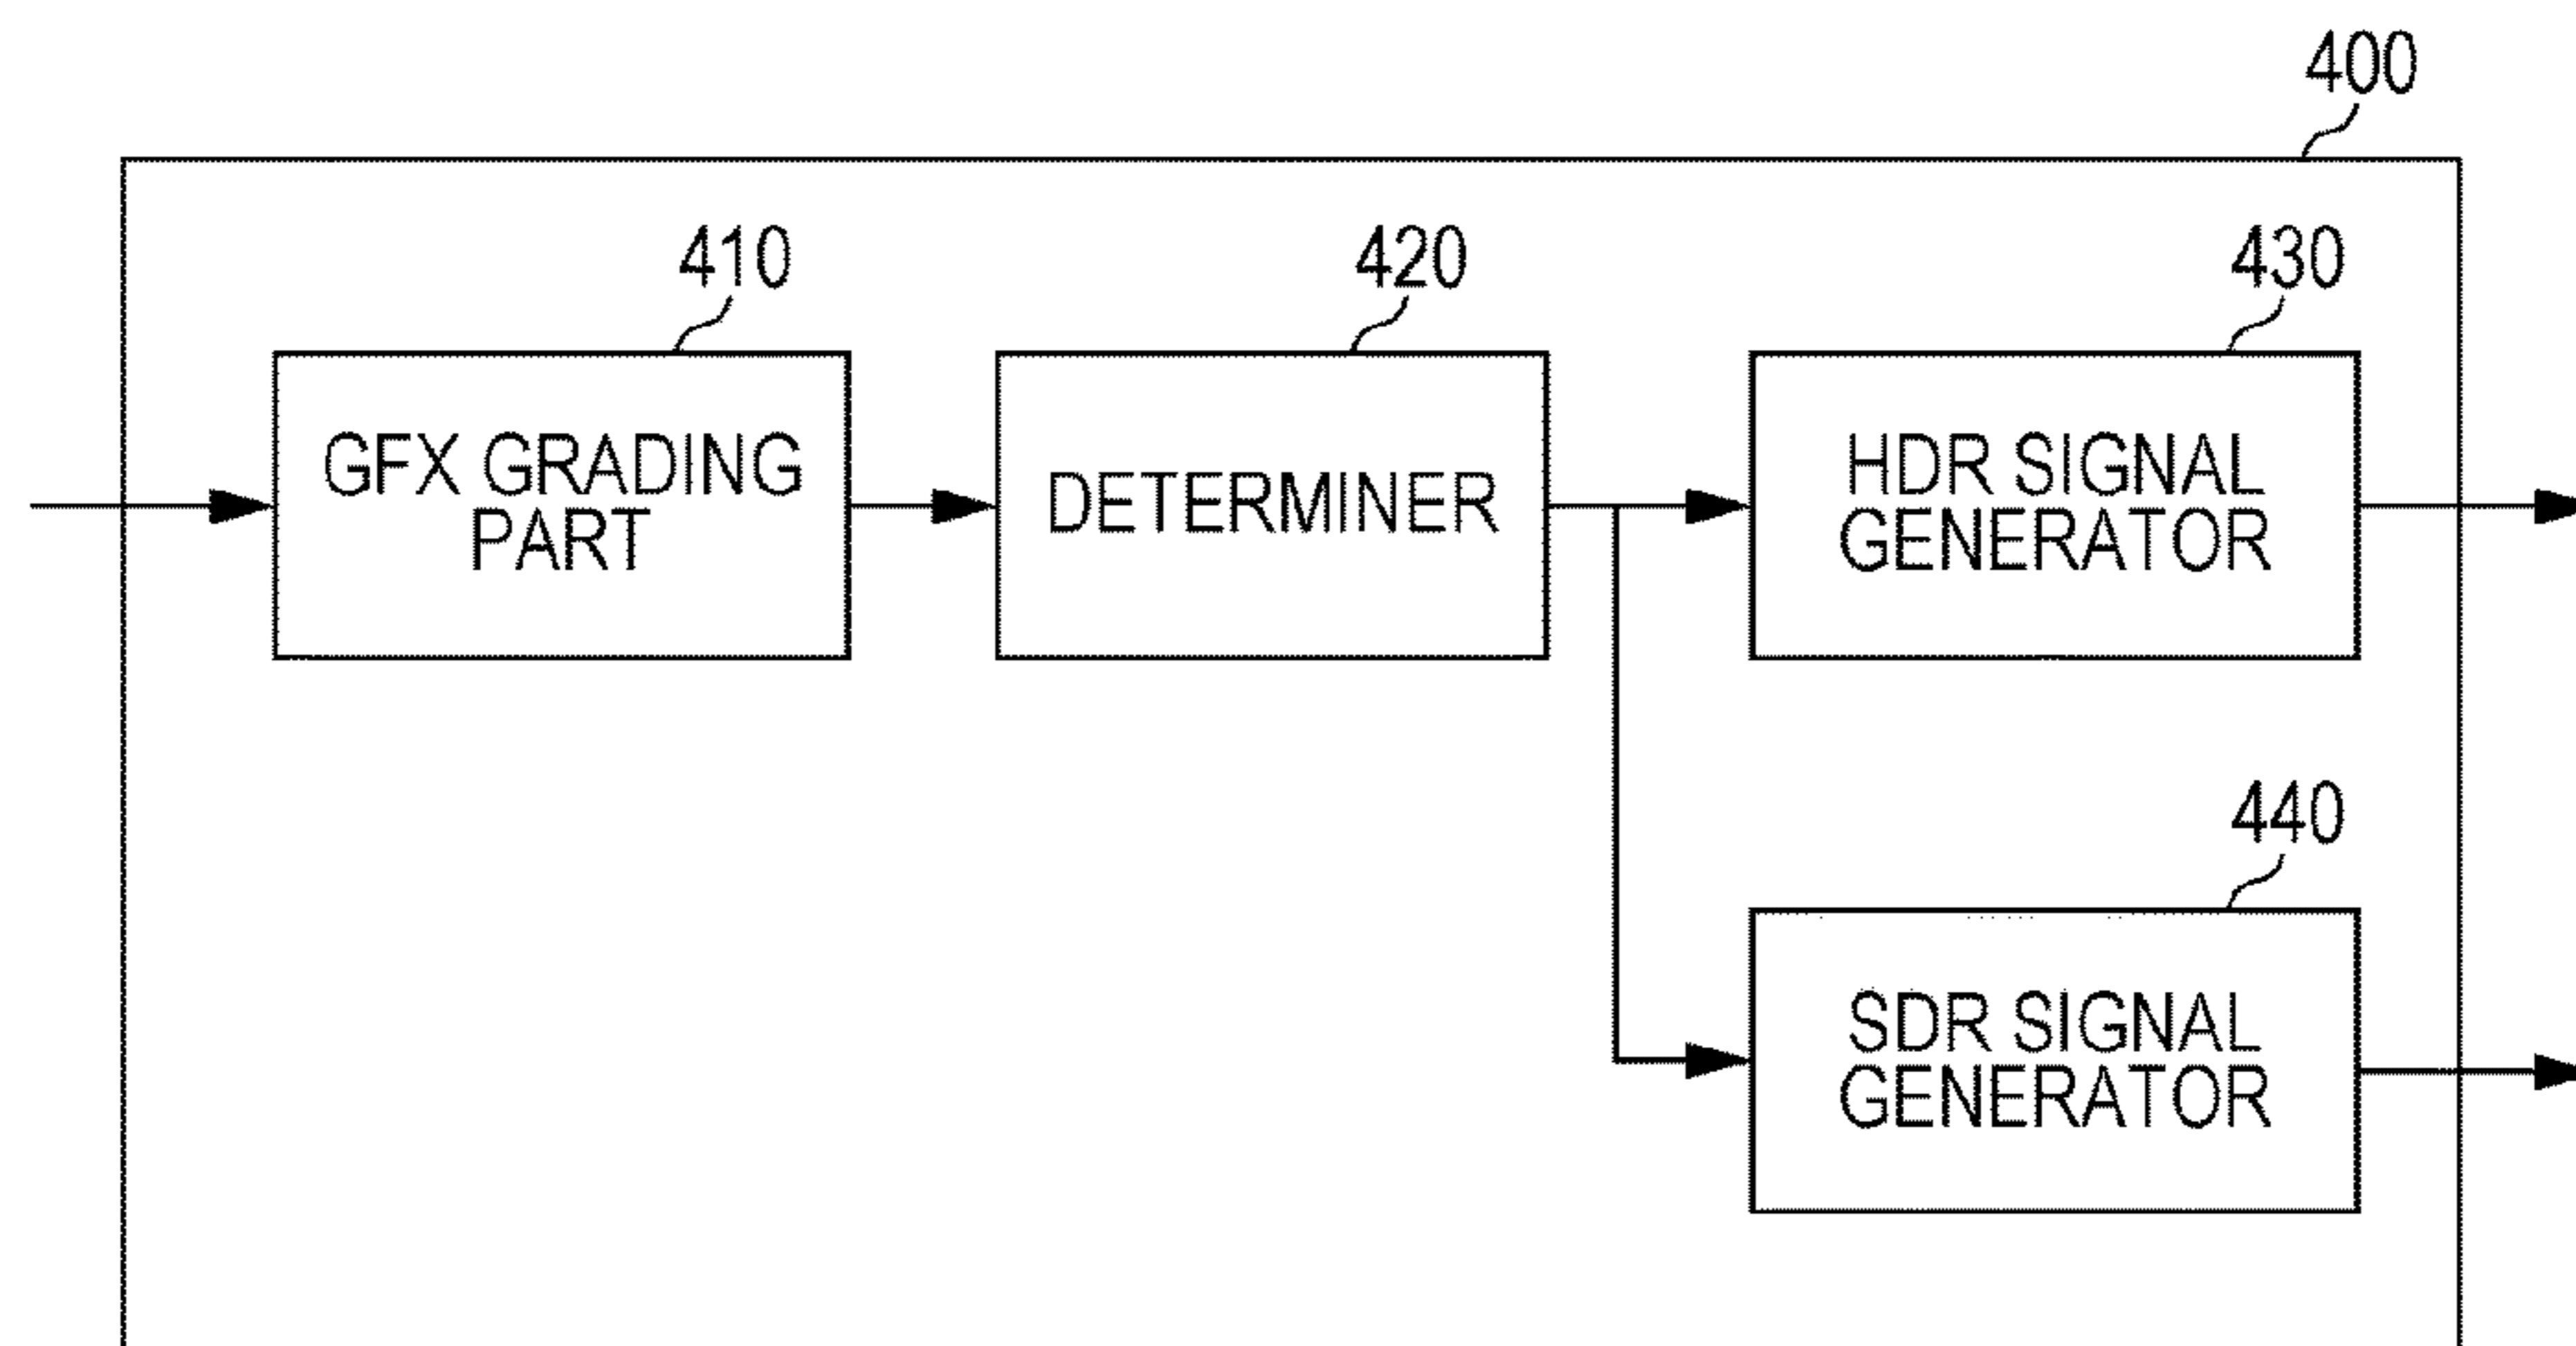 400
410
420
430
GFX GRADING
PART
DETERMINER
HDR SIGNAL
GENERATOR
440
SDR SIGNAL
GENERATOR